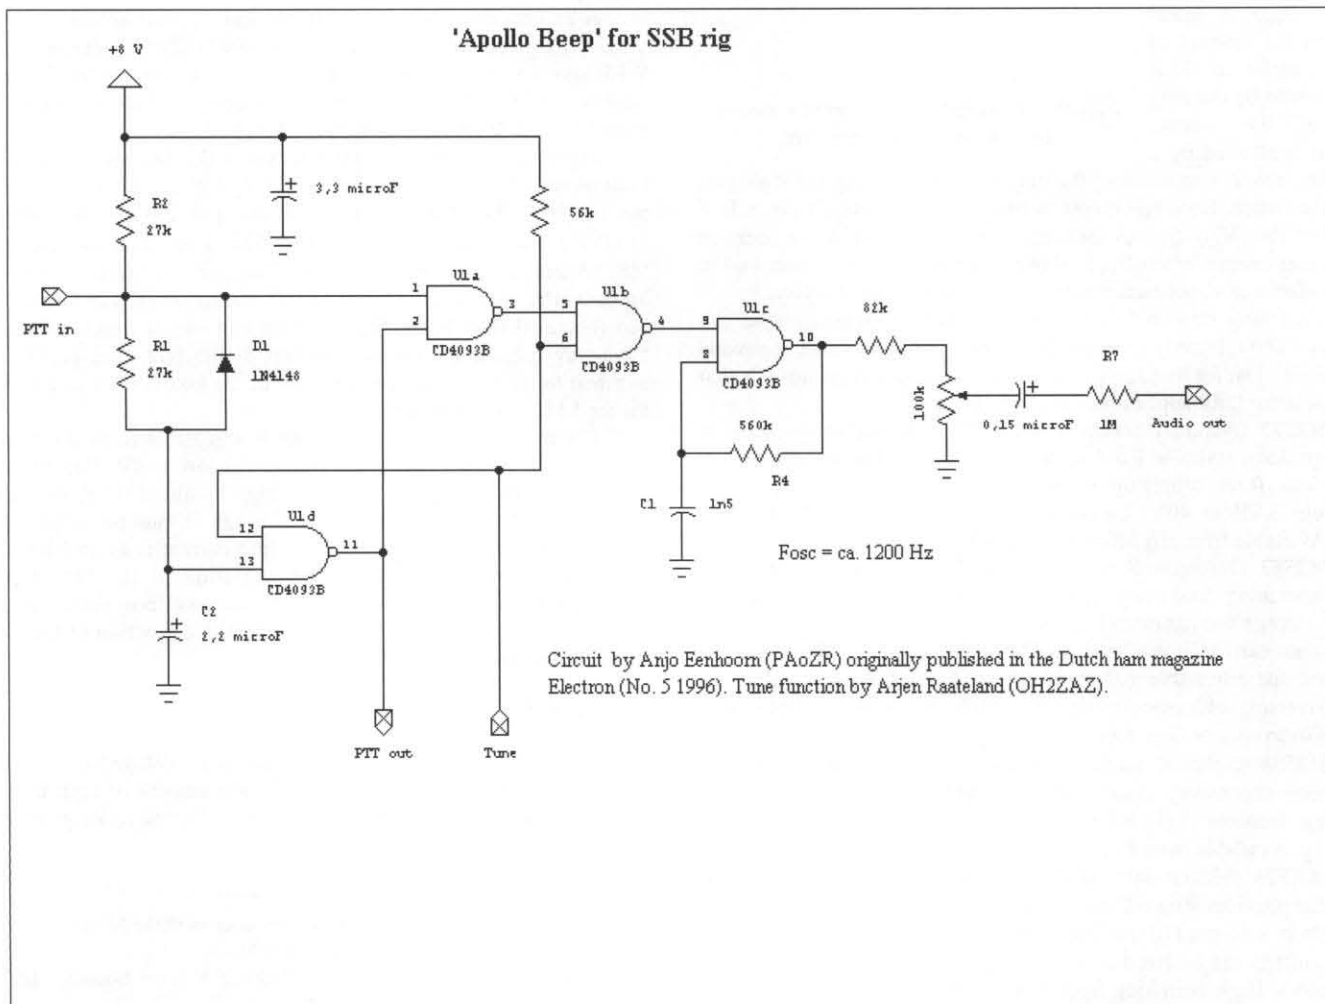 'Apollo Beep' for SSB rig
+8 V
R2
27k
3,3 microF
56k
PTT in
R1
27k
D1
1N4148
U1a
1
2
3
CD4093B
U1b
5
6
4
CD4093B
U1c
9
8
10
CD4093B
82k
100k
0,15 microF
R7
1M
Audio out
560k
R4
C1
1n5
U1d
12
13
11
CD4093B
C2
2,2 microF
Fosc = ca. 1200 Hz
Circuit by Anjo Eenhoorn (PAoZR) originally published in the Dutch ham magazine
Electron (No. 5 1996). Tune function by Arjen Raateland (OH2ZAZ).
PTT out
Tune